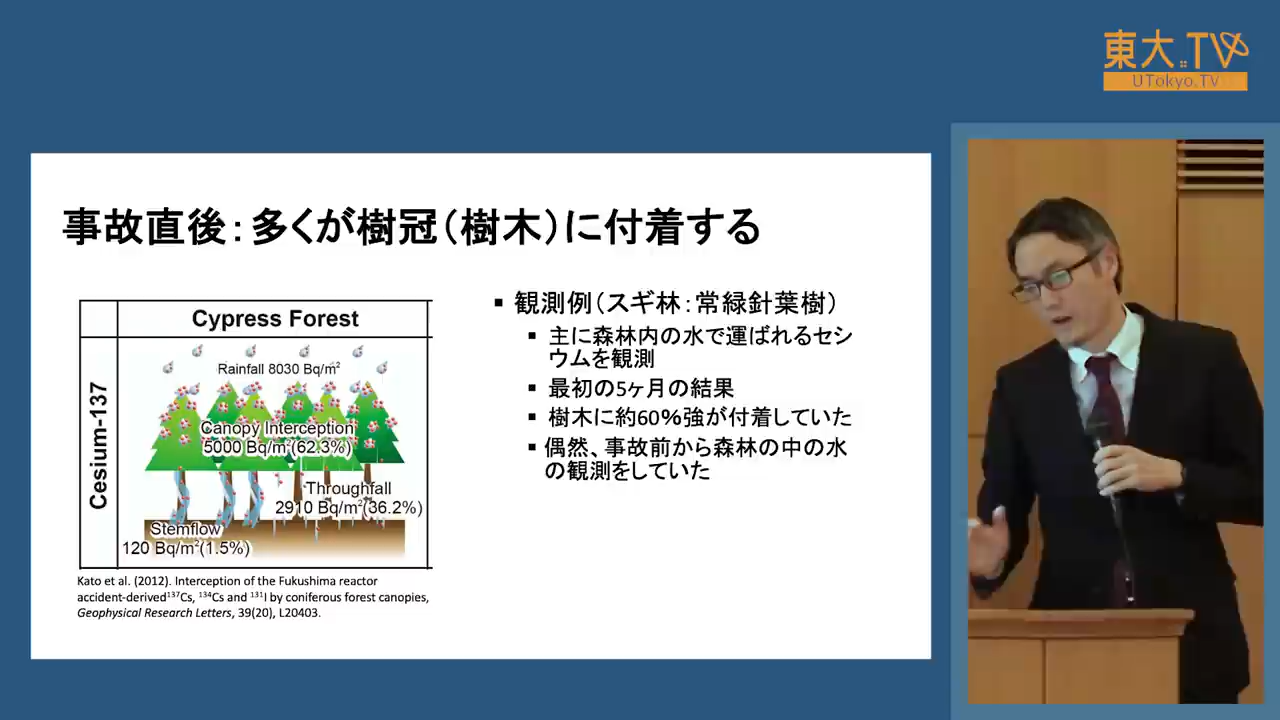 東大.TV
UTokyo.TV
事故直後：多くが樹冠（樹木）に付着する
Cypress Forest
Cesium-137
Rainfall 8030 Bq/m²
Canopy Interception
5000 Bq/m²(62.3%)
Throughfall
2910 Bq/m²(36.2%)
Stemflow
120 Bq/m²(1.5%)
Kato et al. (2012). Interception of the Fukushima reactor
accident-derived¹³⁷Cs, ¹³⁴Cs and ¹³¹I by coniferous forest canopies,
Geophysical Research Letters, 39(20), L20403.
▪ 観測例（スギ林：常緑針葉樹）
▪ 主に森林内の水で運ばれるセシ
ウムを観測
▪ 最初の5ヶ月の結果
▪ 樹木に約60％強が付着していた
▪ 偶然、事故前から森林の中の水
の観測をしていた